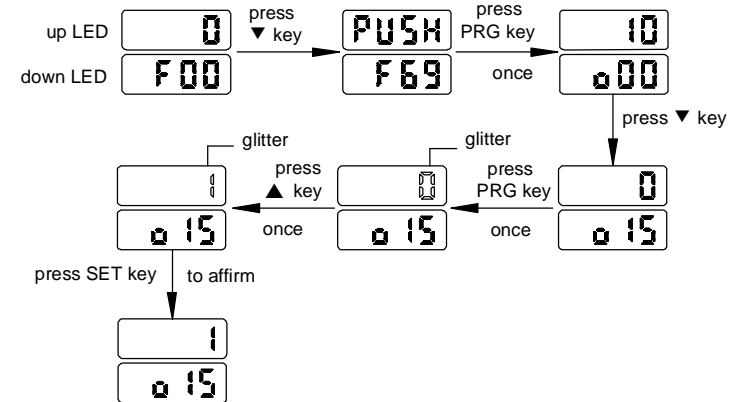 up LED
0
down LED
F00
press
▼ key
PUSH
F69
press
PRG key
once
10
o00
press ▼ key
0
o 15
press
PRG key
once
glitter
0
o 15
press
▲ key
once
glitter
1
o 15
press SET key
to affirm
1
o 15